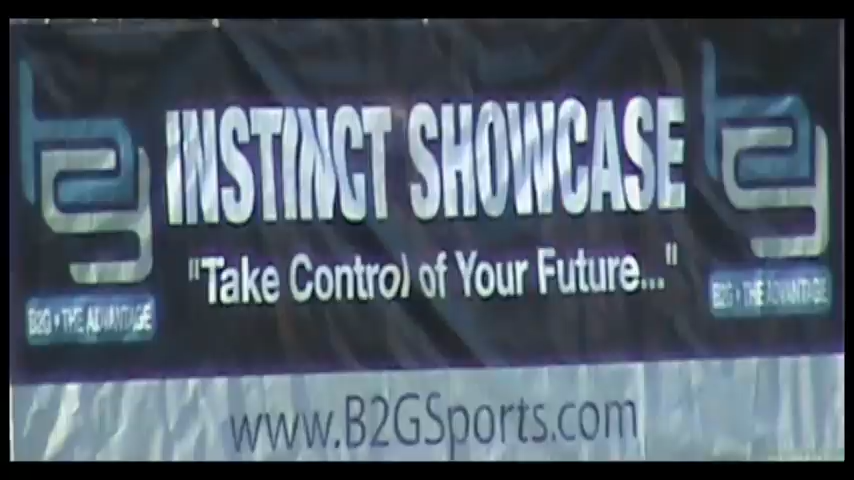 INSTINCT SHOWCASE
"Take Control of Your Future..."
B2G • THE ADVANTAGE
B2G • THE ADVANTAGE
www.B2GSports.com